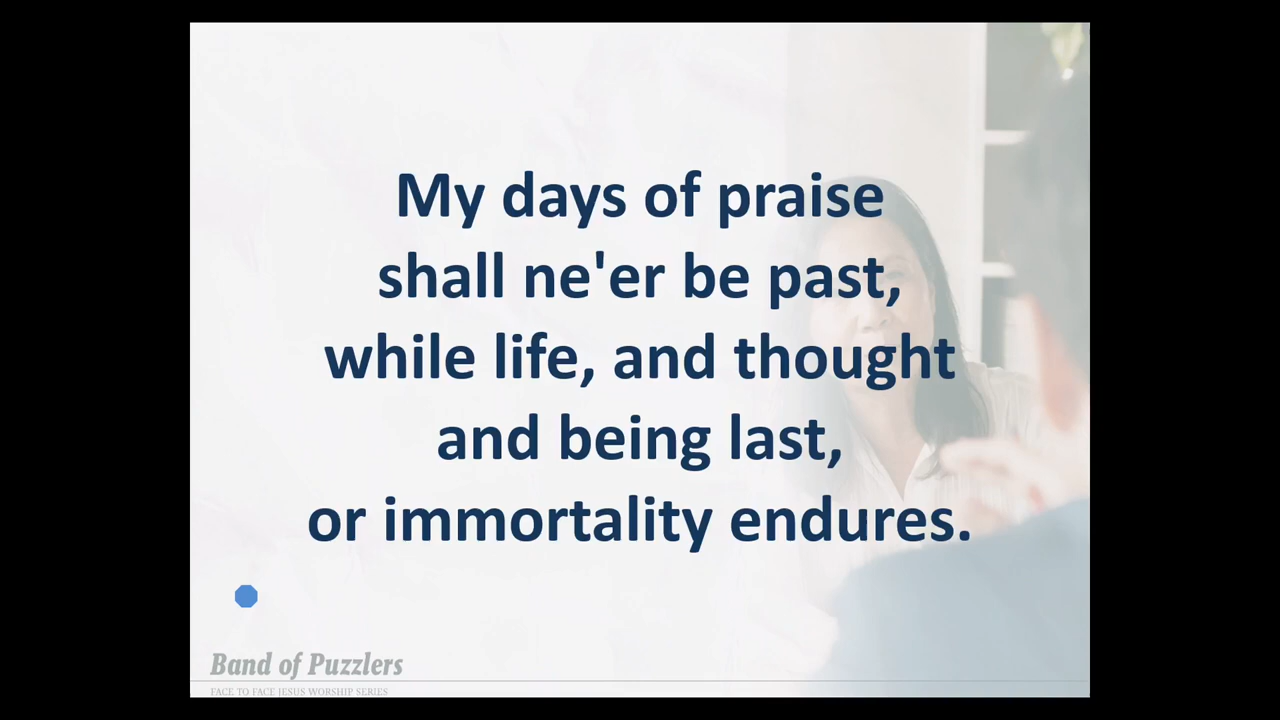 My days of praise
shall ne'er be past,
while life, and thought
and being last,
or immortality endures.
Band of Puzzlers
FACE TO FACE JESUS WORSHIP SERIES